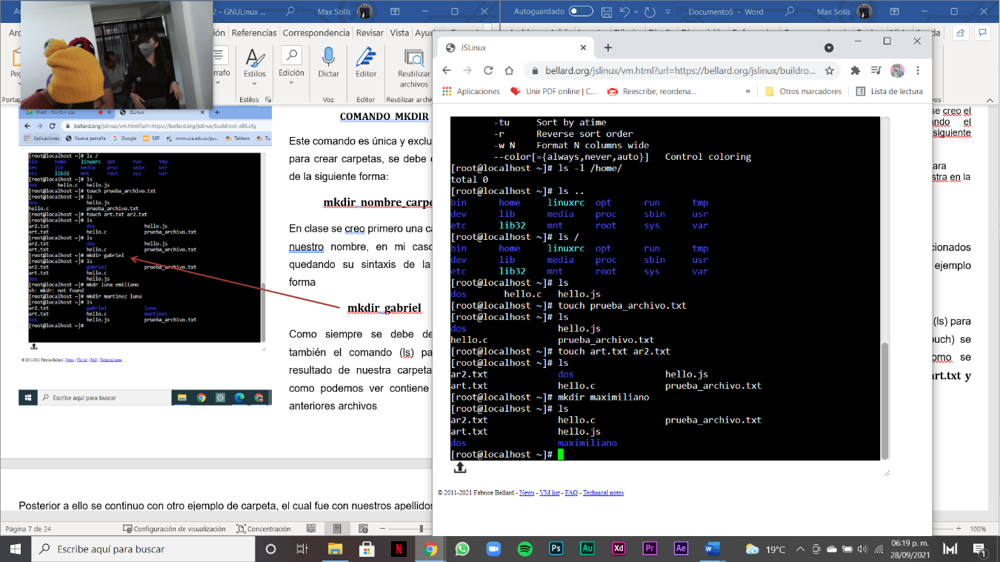 2 - GNULinux
Max Solís
Autoguardado
Documento5 - Word
Max Solís
ión Referencias Correspondencia Revisar Vista Ayu
Estilos
Edición
Dictar
Editor
Reutilizar
archivos
Estilos
Voz
Editor
Reutilizar archi
JSLinux
bellard.org/jslinux/vm.html?url=https://bellard.org/jslinux/buildroo...
Aplicaciones
Unir PDF online | C...
Reescribe, reordena...
»
Otros marcadores
Lista de lectura
JSLinux
bellard.org/jslinux/vm.html?url=https://bellard.org/jslinux/buildroot-x86.cfg
Aplicaciones Nueva pestaña Google SEP www.uca.edu.sv/pu... Tablero Tu
[root@localhost ~]# ls /
bin home linuxrc opt run tmp
dev lib media proc sbin usr
etc lib32 mnt root sys var
[root@localhost ~]# ls
dos hello.c hello.js
[root@localhost ~]# touch prueba_archivo.txt
[root@localhost ~]# ls
dos hello.js
hello.c prueba_archivo.txt
[root@localhost ~]# touch art.txt ar2.txt
[root@localhost ~]# ls
ar2.txt dos hello.js
art.txt hello.c prueba_archivo.txt
[root@localhost ~]# ls
ar2.txt dos hello.js
art.txt hello.c prueba_archivo.txt
[root@localhost ~]# mkdir gabriel
[root@localhost ~]# ls
ar2.txt gabriel prueba_archivo.txt
art.txt hello.c
dos hello.js
[root@localhost ~]# mkdr luna emiliano
sh: mkdr: not found
[root@localhost ~]# mkdir martinez luna
[root@localhost ~]# ls
ar2.txt gabriel luna
art.txt hello.c martinez
dos hello.js prueba_archivo.txt
[root@localhost ~]#
© 2011-2021 Fabrice Bellard - News - VM list - FAQ - Technical notes
Escribe aquí para buscar
COMANDO MKDIR
Este comando es única y exclu
para crear carpetas, se debe
de la siguiente forma:
mkdir_nombre_carpe
En clase se creo primero una ca
nuestro nombre, en mi caso
quedando su sintaxis de la
forma
mkdir_gabriel
Como siempre se debe de
también el comando (ls) pa
resultado de nuestra carpeta
como podemos ver contiene
anteriores archivos
Posterior a ello se continuo con otro ejemplo de carpeta, el cual fue con nuestros apellidos
-tu Sort by atime
-r Reverse sort order
-w N Format N columns wide
--color[={always,never,auto}] Control coloring
[root@localhost ~]# ls -l /home/
total 0
[root@localhost ~]# ls ..
bin home linuxrc opt run tmp
dev lib media proc sbin usr
etc lib32 mnt root sys var
[root@localhost ~]# ls /
bin home linuxrc opt run tmp
dev lib media proc sbin usr
etc lib32 mnt root sys var
[root@localhost ~]# ls
dos hello.c hello.js
[root@localhost ~]# touch prueba_archivo.txt
[root@localhost ~]# ls
dos hello.js
hello.c prueba_archivo.txt
[root@localhost ~]# touch art.txt ar2.txt
[root@localhost ~]# ls
ar2.txt dos hello.js
art.txt hello.c prueba_archivo.txt
[root@localhost ~]# mkdir maximiliano
[root@localhost ~]# ls
ar2.txt hello.c prueba_archivo.txt
art.txt hello.js
dos maximiliano
[root@localhost ~]#
© 2011-2021 Fabrice Bellard - News - VM list - FAQ - Technical notes
se creo el
el
siguiente
ara
stra en la
cionados
ejemplo
(ls) para
ouch) se
omo se
art.txt y
Página 7 de 24
Configuración de visualización
Concentración
100%
Escribe aquí para buscar
19°C
06:19 p. m.
28/09/2021